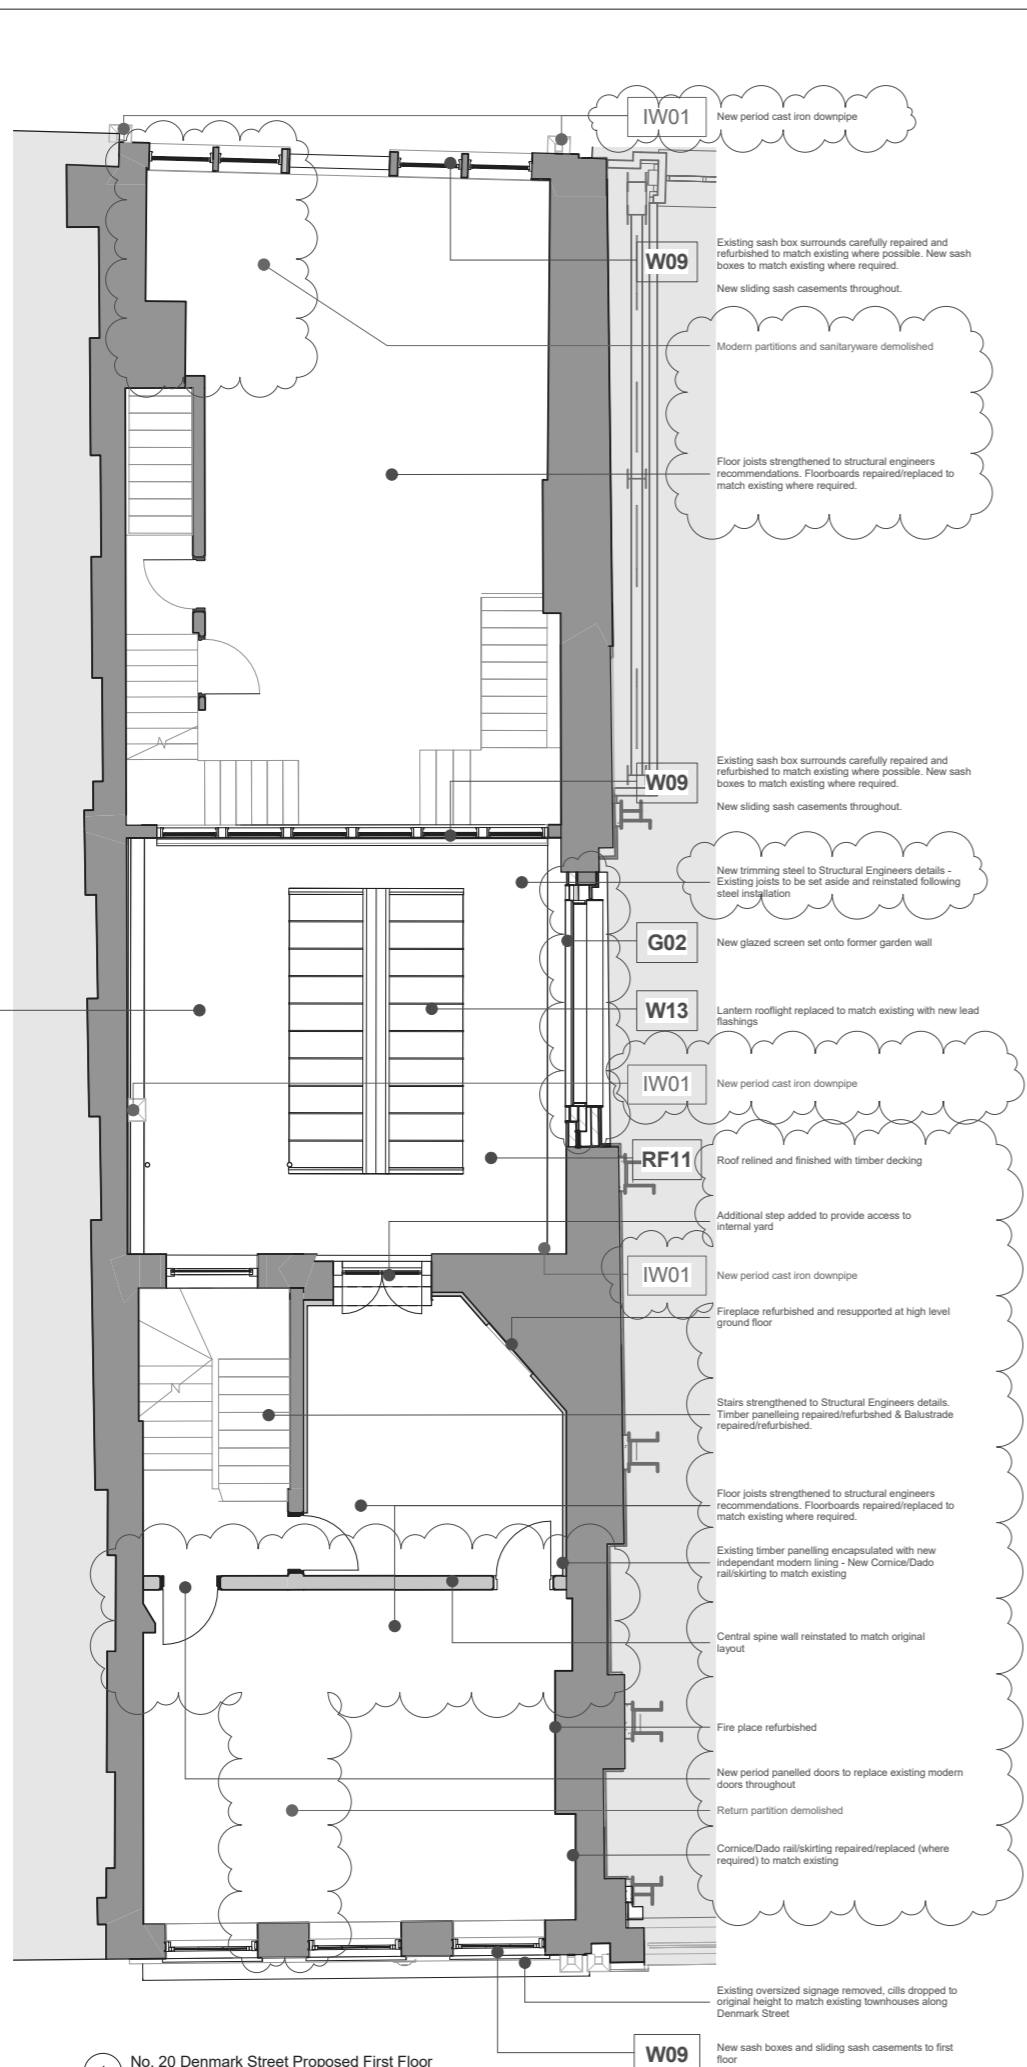 IW01
New period cast iron downpipe
W09
Existing sash box surrounds carefully repaired and
refurbished to match existing where possible. New sash
boxes to match existing where required.
New sliding sash casements throughout.
Modern partitions and sanitaryware demolished
Floor joists strengthened to structural engineers
recommendations. Floorboards repaired/replaced to
match existing where required.
W09
Existing sash box surrounds carefully repaired and
refurbished to match existing where possible. New sash
boxes to match existing where required.
New sliding sash casements throughout.
New trimming steel to Structural Engineers details -
Existing joists to be set aside and reinstated following
steel installation
G02
New glazed screen set onto former garden wall
W13
Lantern rooflight replaced to match existing with new lead
flashings
IW01
New period cast iron downpipe
RF11
Roof relined and finished with timber decking
Additional step added to provide access to
internal yard
IW01
New period cast iron downpipe
Fireplace refurbished and resupported at high level
ground floor
Stairs strengthened to Structural Engineers details.
Timber panelleing repaired/refurbshed & Balustrade
repaired/refurbished.
Floor joists strengthened to structural engineers
recommendations. Floorboards repaired/replaced to
match existing where required.
Existing timber panelling encapsulated with new
independant modern lining - New Cornice/Dado
rail/skirting to match existing
Central spine wall reinstated to match original
layout
Fire place refurbished
New period panelled doors to replace existing modern
doors throughout
Return partition demolished
Cornice/Dado rail/skirting repaired/replaced (where
required) to match existing
Existing oversized signage removed, cills dropped to
original height to match existing townhouses along
Denmark Street
W09
New sash boxes and sliding sash casements to first
floor
No. 20 Denmark Street Proposed First Floor